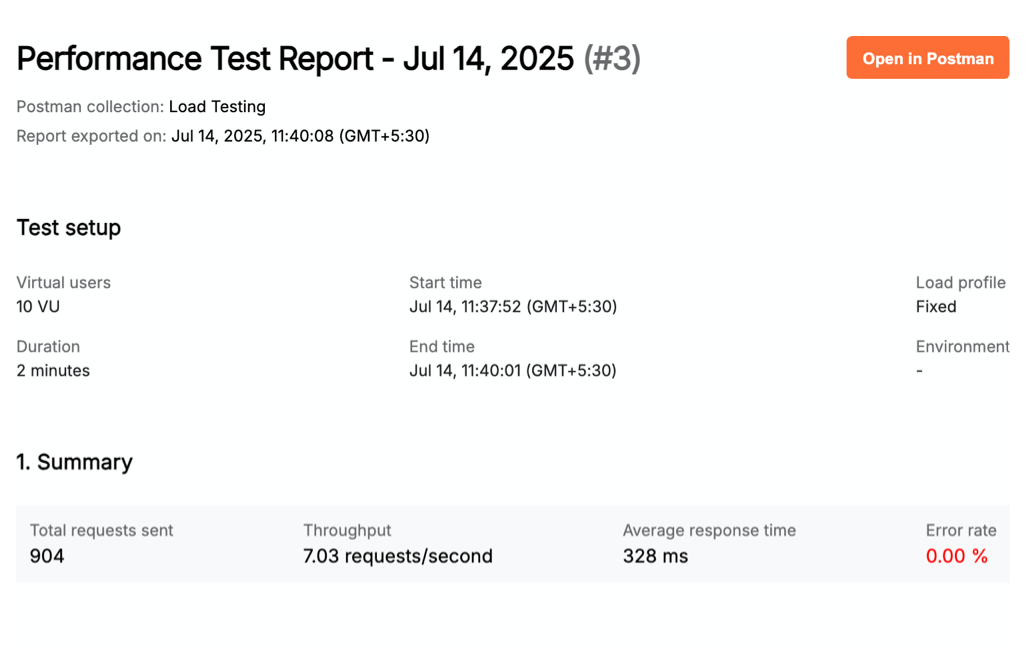 Performance Test Report - Jul 14, 2025 (#3)
Open in Postman
Postman collection: Load Testing
Report exported on: Jul 14, 2025, 11:40:08 (GMT+5:30)
Test setup
Virtual users
10 VU
Start time
Jul 14, 11:37:52 (GMT+5:30)
Load profile
Fixed
Duration
2 minutes
End time
Jul 14, 11:40:01 (GMT+5:30)
Environment
-
1. Summary
Total requests sent
904
Throughput
7.03 requests/second
Average response time
328 ms
Error rate
0.00 %